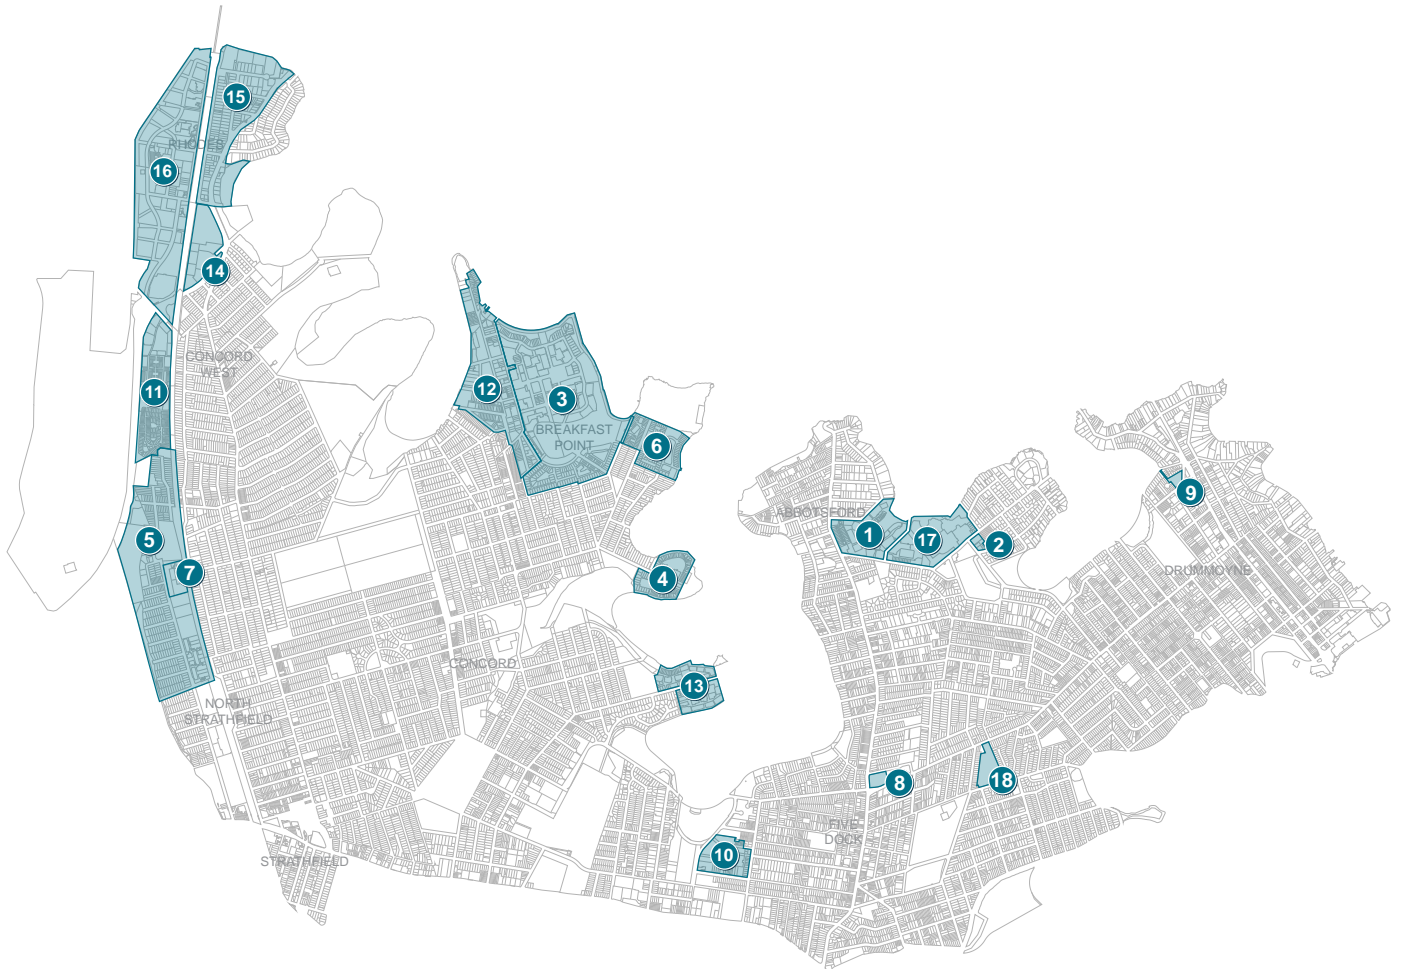 15
RHODES
16
14
CONCORD
WEST
11
12
3
BREAKFAST
POINT
6
9
ABBOTSFORD
1
17
2
5
7
4
DRUMMOYNE
CONCORD
13
NORTH
STRATHFIELD
8
18
FIVE
DOCK
10
STRATHFIELD